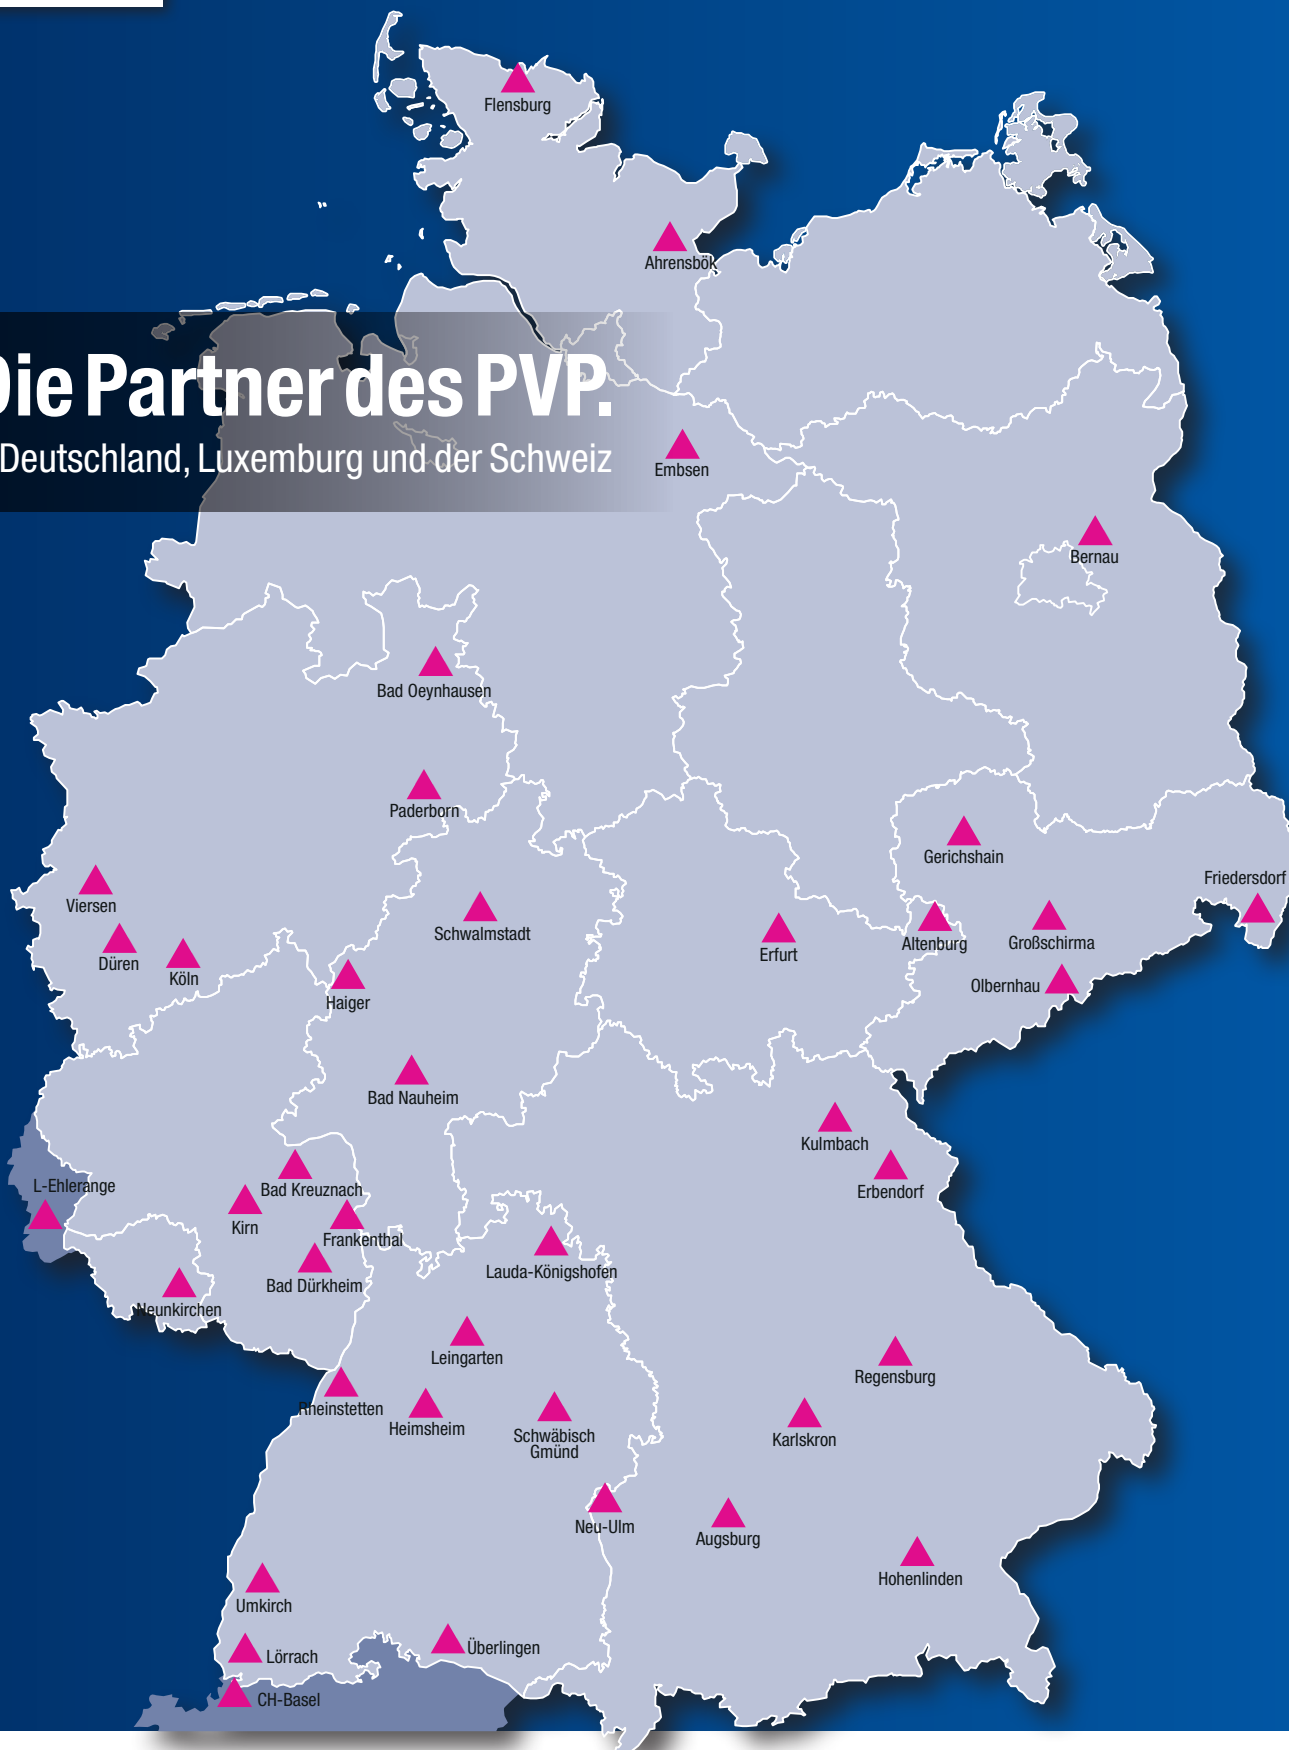 Flensburg
Ahrensbök
Die Partner des PVP.
Deutschland, Luxemburg und der Schweiz
Embsen
Bernau
Bad Oeynhausen
Paderborn
Gerichshain
Friedersdorf
Viersen
Schwalmstadt
Altenburg
Großschirma
Erfurt
Düren
Köln
Olbernhau
Haiger
Bad Nauheim
Kulmbach
L-Ehlerange
Bad Kreuznach
Erbendorf
Kirn
Frankenthal
Lauda-Königshofen
Bad Dürkheim
Neunkirchen
Leingarten
Regensburg
Rheinstetten
Heimsheim
Schwäbisch
Gmünd
Karlskron
Neu-Ulm
Augsburg
Hohenlinden
Umkirch
Überlingen
Lörrach
CH-Basel